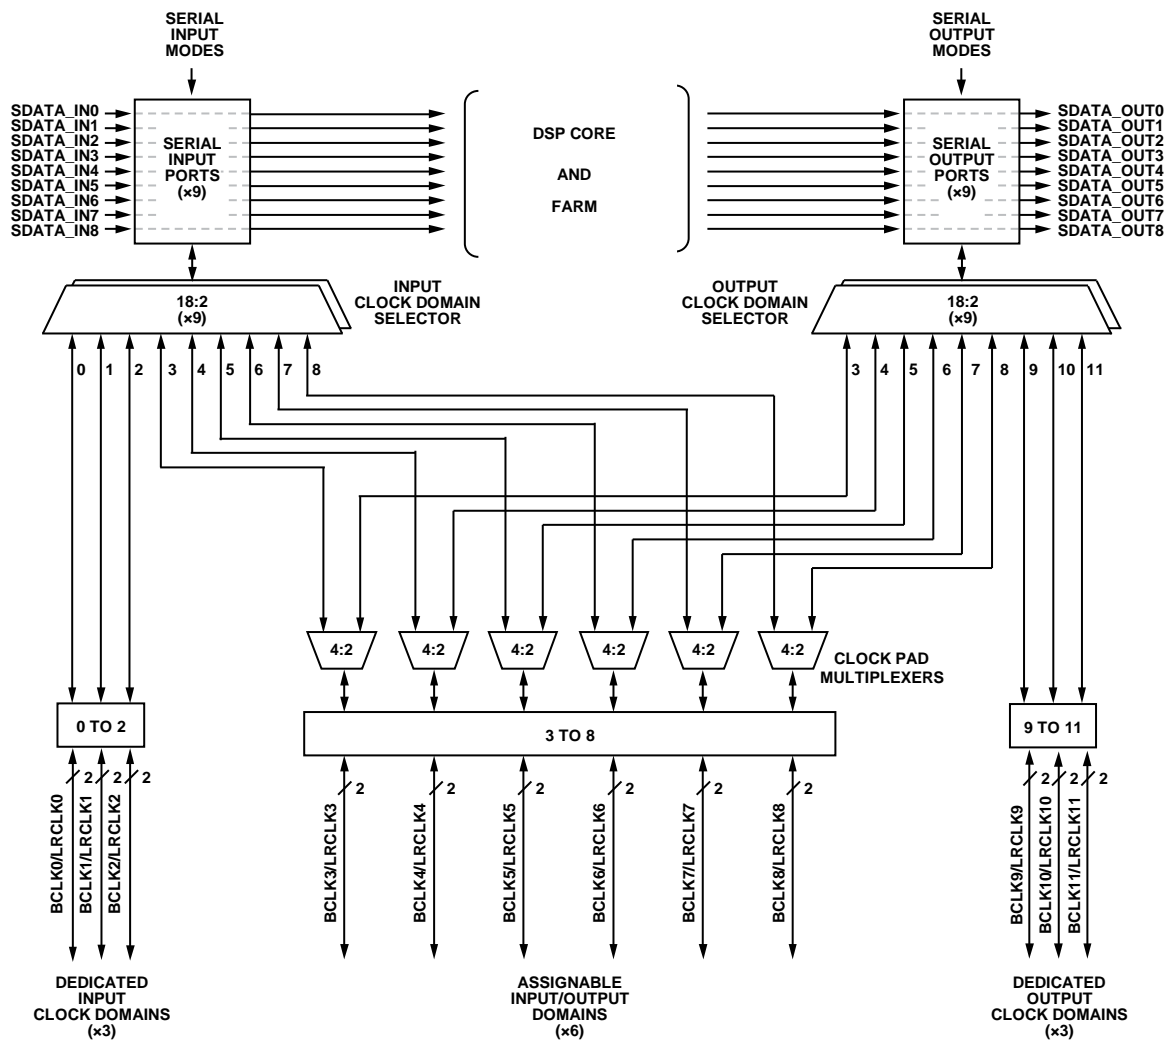 SERIAL
INPUT
MODES
SERIAL
OUTPUT
MODES
SDATA_IN0
SDATA_IN1
SDATA_IN2
SDATA_IN3
SDATA_IN4
SDATA_IN5
SDATA_IN6
SDATA_IN7
SDATA_IN8
SERIAL
INPUT
PORTS
(×9)
DSP CORE
AND
FARM
SERIAL
OUTPUT
PORTS
(×9)
SDATA_OUT0
SDATA_OUT1
SDATA_OUT2
SDATA_OUT3
SDATA_OUT4
SDATA_OUT5
SDATA_OUT6
SDATA_OUT7
SDATA_OUT8
18:2
(×9)
INPUT
CLOCK DOMAIN
SELECTOR
OUTPUT
CLOCK DOMAIN
SELECTOR
18:2
(×9)
0 1 2 3 4 5 6 7 8
3 4 5 6 7 8 9 10 11
4:2 4:2 4:2 4:2 4:2 4:2
CLOCK PAD
MULTIPLEXERS
0 TO 2
3 TO 8
9 TO 11
2 2 2
2 2 2 2 2 2
2 2 2
BCLK0/LRCLK0
BCLK1/LRCLK1
BCLK2/LRCLK2
BCLK3/LRCLK3
BCLK4/LRCLK4
BCLK5/LRCLK5
BCLK6/LRCLK6
BCLK7/LRCLK7
BCLK8/LRCLK8
BCLK9/LRCLK9
BCLK10/LRCLK10
BCLK11/LRCLK11
DEDICATED
INPUT
CLOCK DOMAINS
(×3)
ASSIGNABLE
INPUT/OUTPUT
DOMAINS
(×6)
DEDICATED
OUTPUT
CLOCK DOMAINS
(×3)